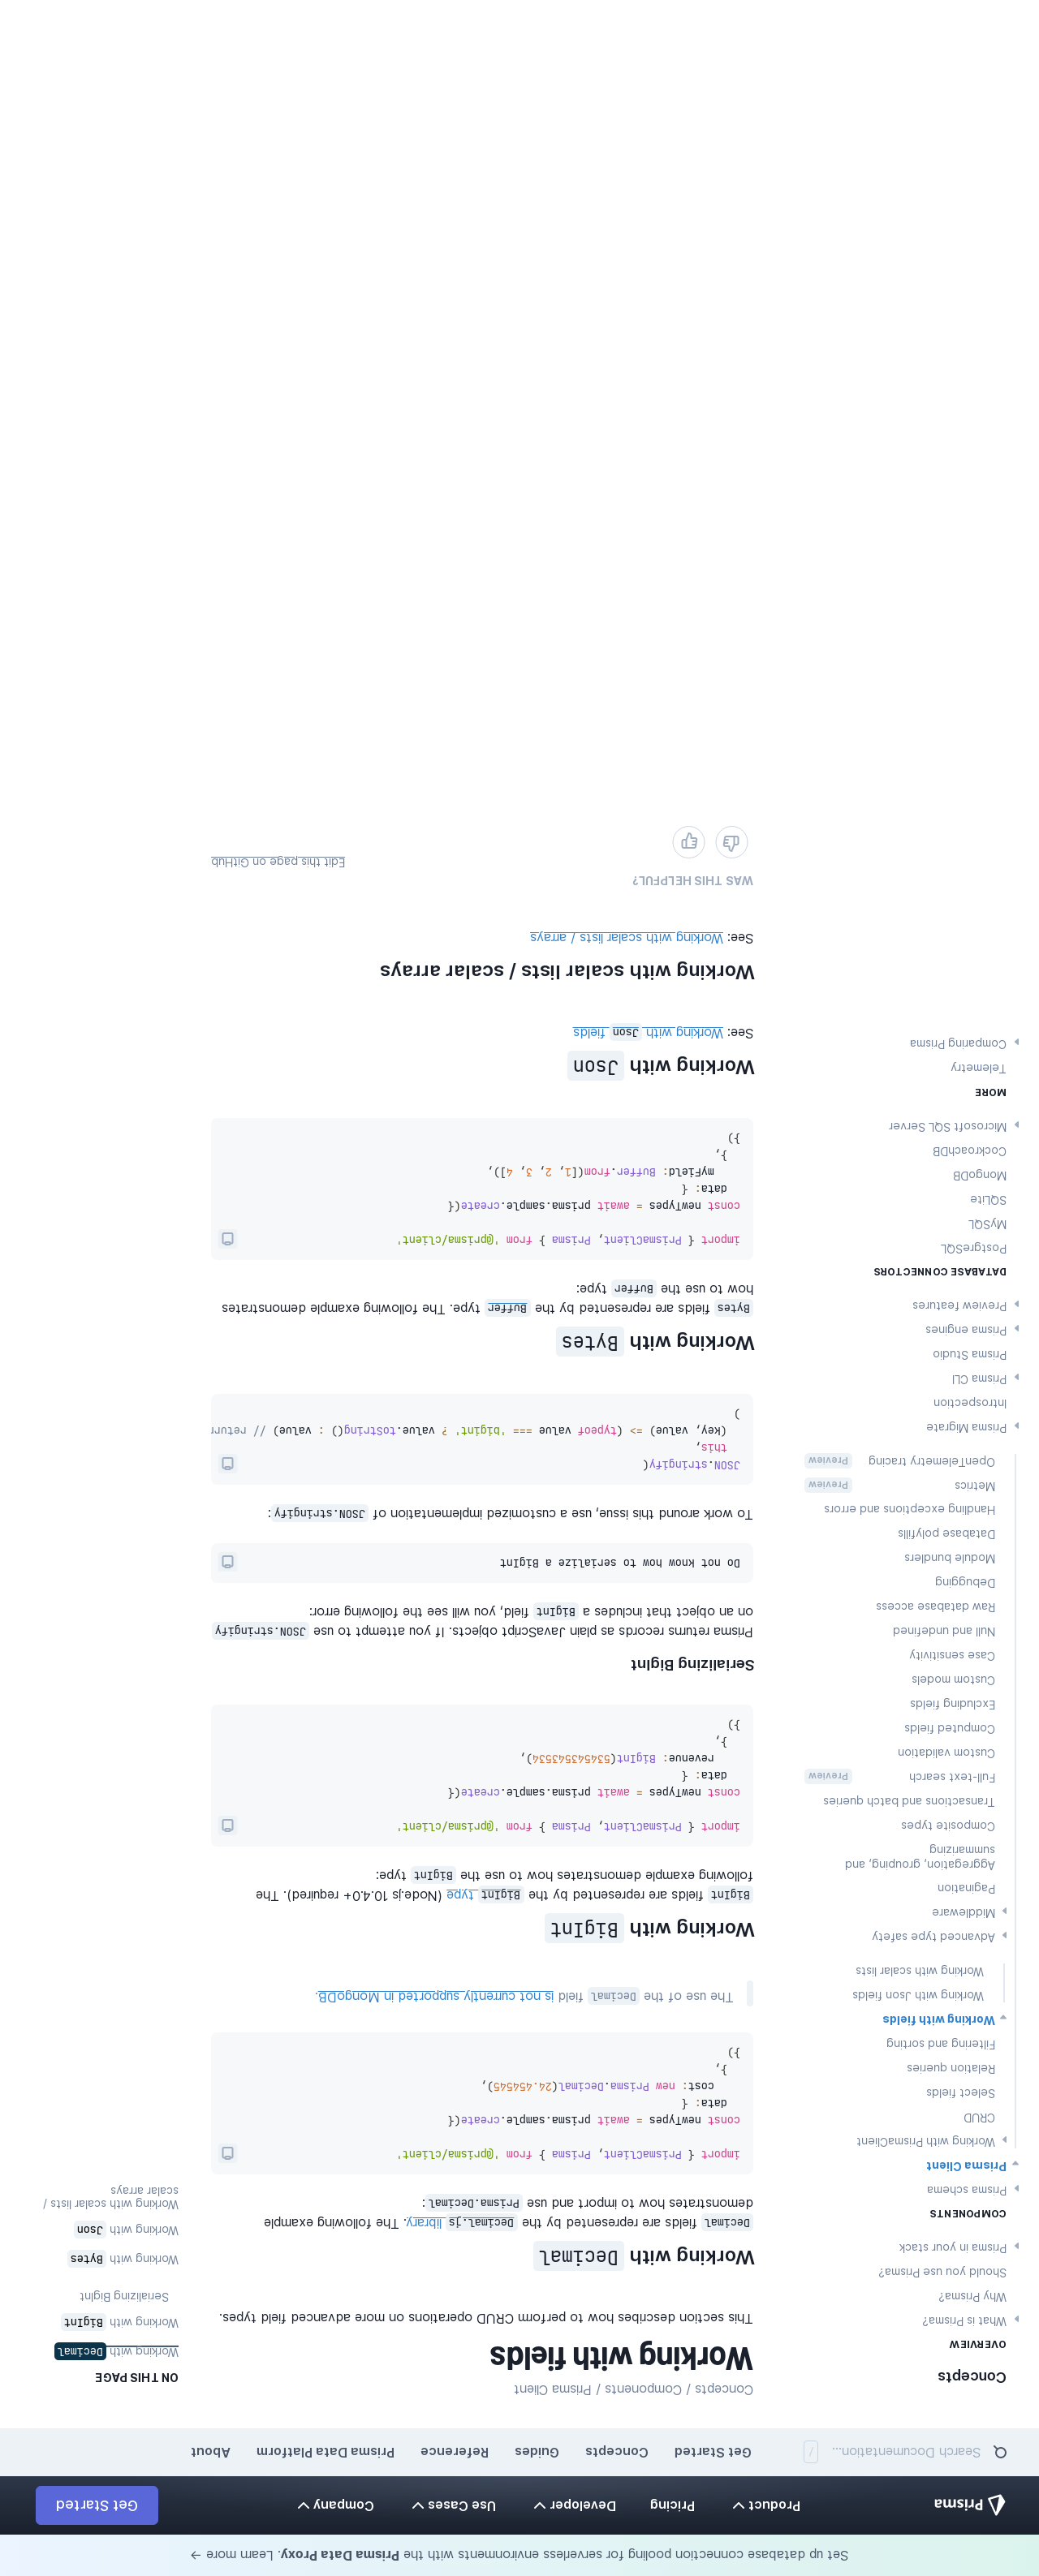 Set up database connection pooling for serverless environments with the Prisma Data Proxy. Learn more →
Prisma
Product
Pricing
Developer
Use Cases
Company
Get Started
Search Documentation... /
Get Started
Concepts
Guides
Reference
Prisma Data Platform
About
Concepts
OVERVIEW
What is Prisma?
Why Prisma?
Should you use Prisma?
Prisma in your stack
COMPONENTS
Prisma schema
Prisma Client
Working with PrismaClient
CRUD
Select fields
Relation queries
Filtering and sorting
Working with fields
Working with Json fields
Working with scalar lists
Advanced type safety
Middleware
Pagination
Aggregation, grouping, and
summarizing
Composite types
Transactions and batch queries
Full-text search Preview
Custom validation
Computed fields
Excluding fields
Custom models
Case sensitivity
Null and undefined
Raw database access
Debugging
Module bundlers
Database polyfills
Handling exceptions and errors
Metrics Preview
OpenTelemetry tracing Preview
Prisma Migrate
Introspection
Prisma CLI
Prisma Studio
Prisma engines
Preview features
DATABASE CONNECTORS
PostgreSQL
MySQL
SQLite
MongoDB
CockroachDB
Microsoft SQL Server
MORE
Telemetry
Comparing Prisma
Concepts / Components / Prisma Client
Working with fields
This section describes how to perform CRUD operations on more advanced field types.
Working with Decimal
Decimal fields are represented by the Decimal.js library. The following example
demonstrates how to import and use Prisma.Decimal:
import { PrismaClient, Prisma } from '@prisma/client'
const newTypes = await prisma.sample.create({
data: {
cost: new Prisma.Decimal(24.454545),
},
})
The use of the Decimal field is not currently supported in MongoDB.
Working with BigInt
BigInt fields are represented by the BigInt type (Node.js 10.4.0+ required). The
following example demonstrates how to use the BigInt type:
import { PrismaClient, Prisma } from '@prisma/client'
const newTypes = await prisma.sample.create({
data: {
revenue: BigInt(534543543534),
},
})
Serializing BigInt
Prisma returns records as plain JavaScript objects. If you attempt to use JSON.stringify
on an object that includes a BigInt field, you will see the following error:
Do not know how to serialize a BigInt
To work around this issue, use a customized implementation of JSON.stringify:
JSON.stringify(
this,
(key, value) => (typeof value === 'bigint' ? value.toString() : value) // return
)
Working with Bytes
Bytes fields are represented by the Buffer type. The following example demonstrates
how to use the Buffer type:
import { PrismaClient, Prisma } from '@prisma/client'
const newTypes = await prisma.sample.create({
data: {
myField: Buffer.from([1, 2, 3, 4]),
},
})
Working with Json
See: Working with Json fields
Working with scalar lists / scalar arrays
See: Working with scalar lists / arrays
WAS THIS HELPFUL?
Edit this page on GitHub
ON THIS PAGE
Working with Decimal
Working with BigInt
Serializing BigInt
Working with Bytes
Working with Json
Working with scalar lists /
scalar arrays